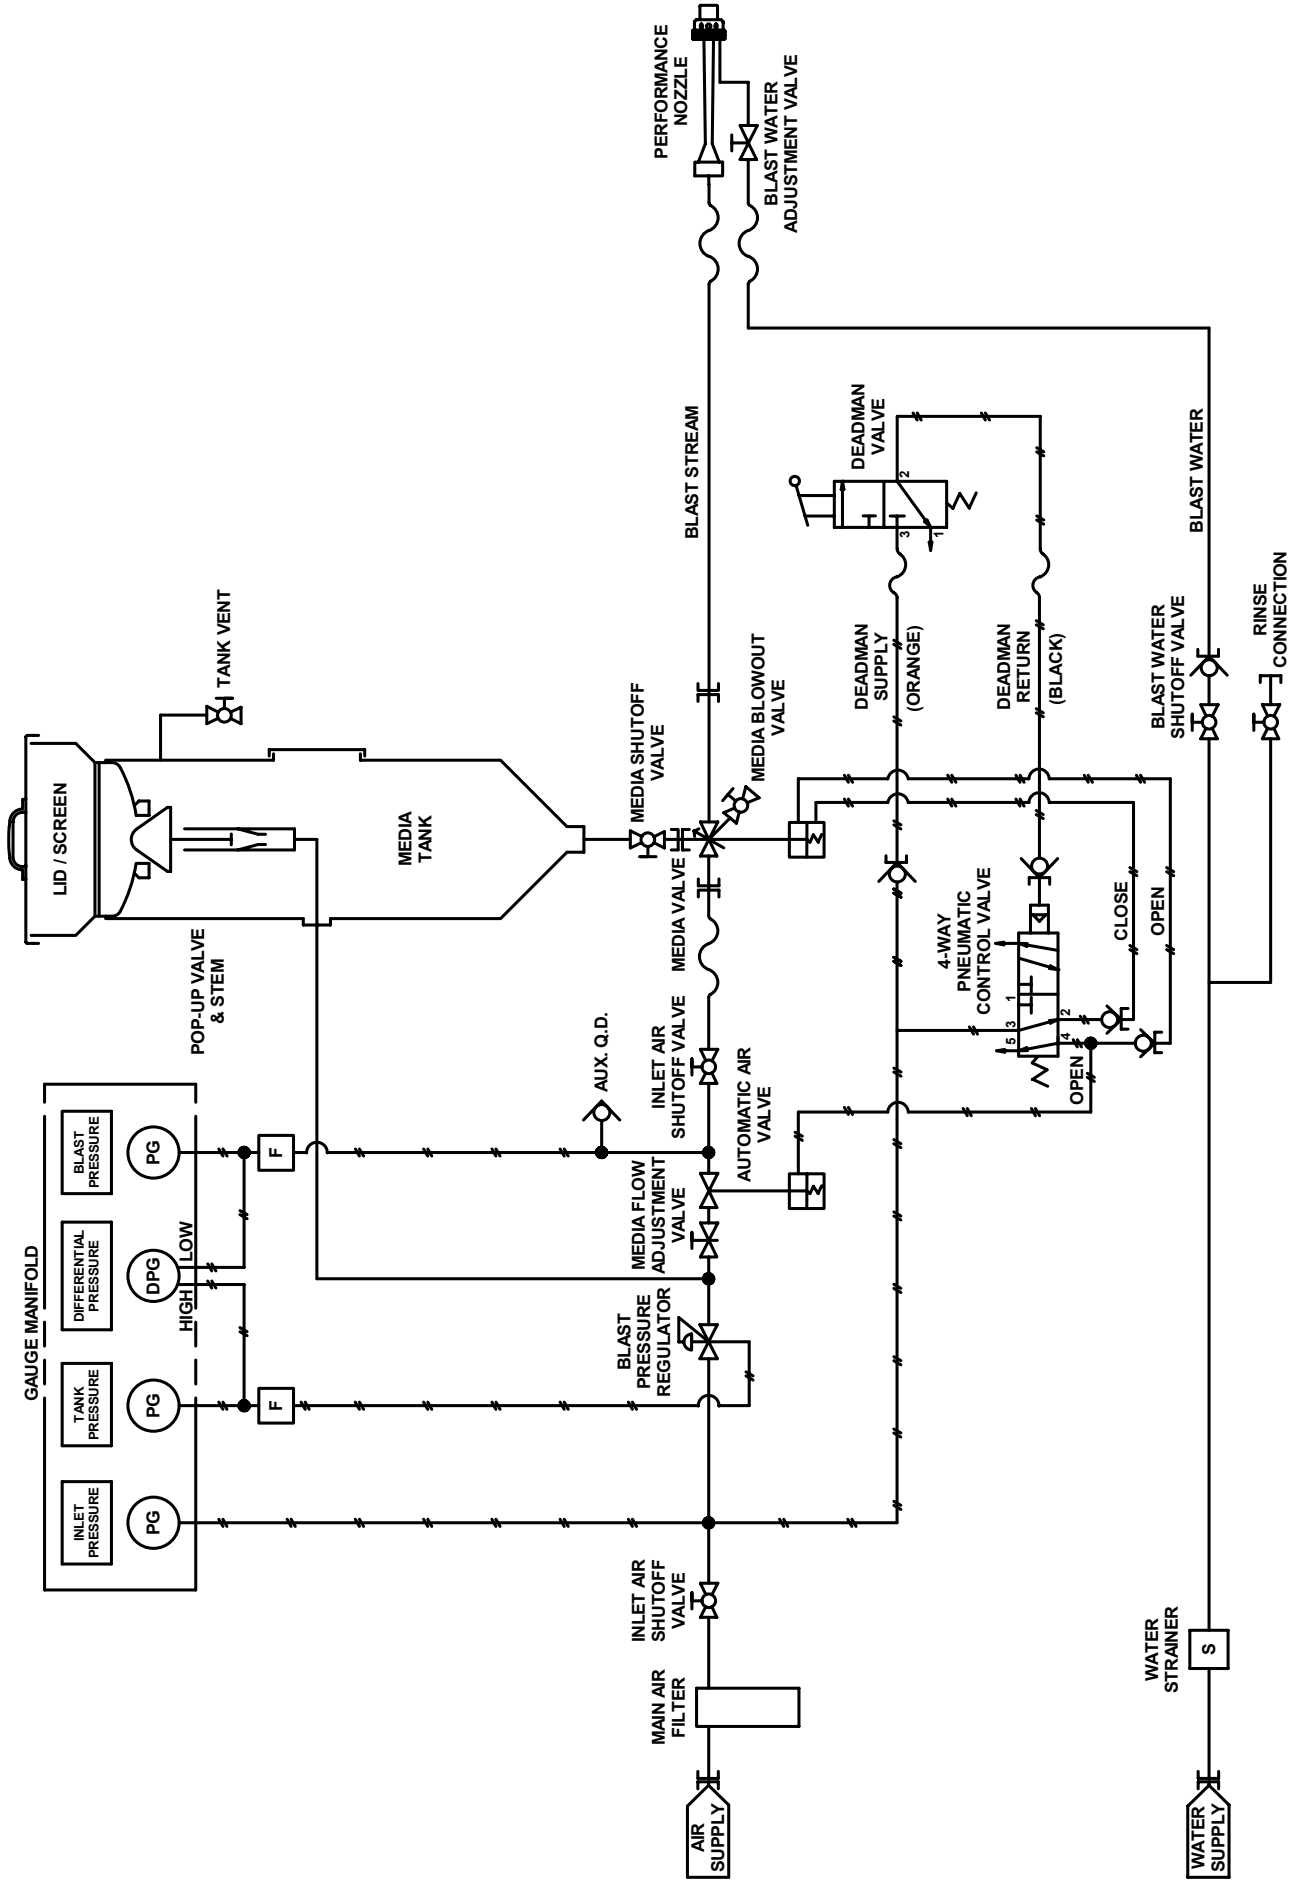 GAUGE MANIFOLD
INLET
PRESSURE
TANK
PRESSURE
DIFFERENTIAL
PRESSURE
BLAST
PRESSURE
PG
PG
DPG
PG
HIGH
LOW
F
F
LID / SCREEN
POP-UP VALVE
& STEM
MEDIA
TANK
TANK VENT
AIR
SUPPLY
MAIN AIR
FILTER
INLET AIR
SHUTOFF
VALVE
BLAST
PRESSURE
REGULATOR
MEDIA FLOW
ADJUSTMENT
VALVE
AUTOMATIC AIR
VALVE
AUX. Q.D.
INLET AIR
SHUTOFF VALVE
MEDIA VALVE
MEDIA SHUTOFF
VALVE
MEDIA BLOWOUT
VALVE
BLAST STREAM
PERFORMANCE
NOZZLE
BLAST WATER
ADJUSTMENT VALVE
DEADMAN
VALVE
3
2
1
DEADMAN
SUPPLY
(ORANGE)
DEADMAN
RETURN
(BLACK)
4-WAY
PNEUMATIC
CONTROL VALVE
5
3
1
4
2
OPEN
CLOSE
OPEN
WATER
SUPPLY
WATER
STRAINER
S
BLAST WATER
SHUTOFF VALVE
BLAST WATER
RINSE
CONNECTION